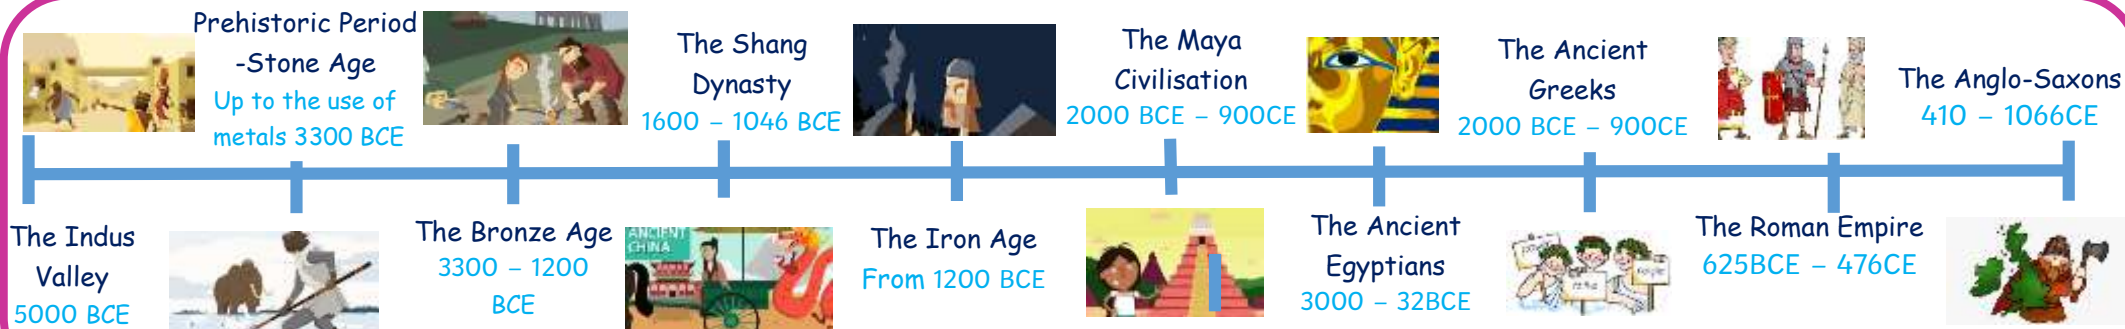 The Indus
Valley
5000 BCE
Prehistoric Period
-Stone Age
Up to the use of
metals 3300 BCE
The Bronze Age
3300 – 1200
BCE
The Shang
Dynasty
1600 – 1046 BCE
ANCIENT
CHINA
The Iron Age
From 1200 BCE
The Maya
Civilisation
2000 BCE – 900CE
The Ancient
Egyptians
3000 – 32BCE
The Ancient
Greeks
2000 BCE – 900CE
The Roman Empire
625BCE – 476CE
The Anglo-Saxons
410 – 1066CE